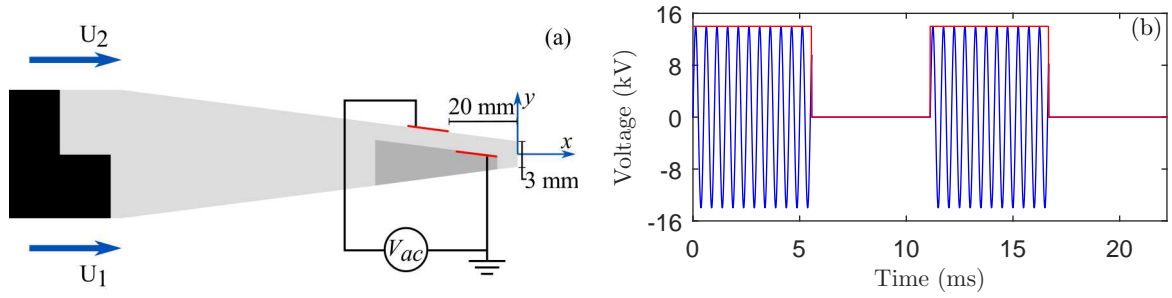 U2
(a)
20 mm
y
x
3 mm
Vac
U1
(b)
16
8
0
-8
-16
Voltage (kV)
0
5
10
15
20
Time (ms)